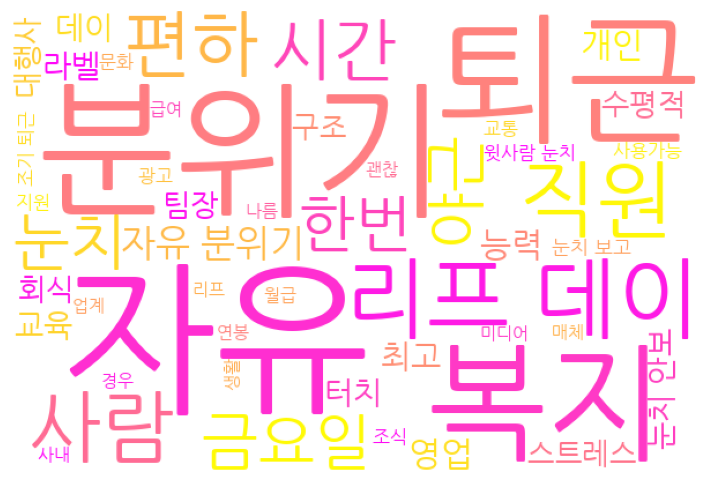 데이
편하
시간
퇴근
개인
라벨
문화
대행사
분위기
급여
구조
수평적
교통
윗사람 눈치
사용가능
조기 퇴근
광고
괜찮
연차
직원
지원
팀장
나름
한번
능력
눈치 보고
눈치
자유 분위기
회식
업계
자유
리프
월급
리프 데이
교육
연봉
미디어
매체
최고
복지
눈치 안보
경우
생활
터치
사람
사내
금요일
조식
영업
스트레스